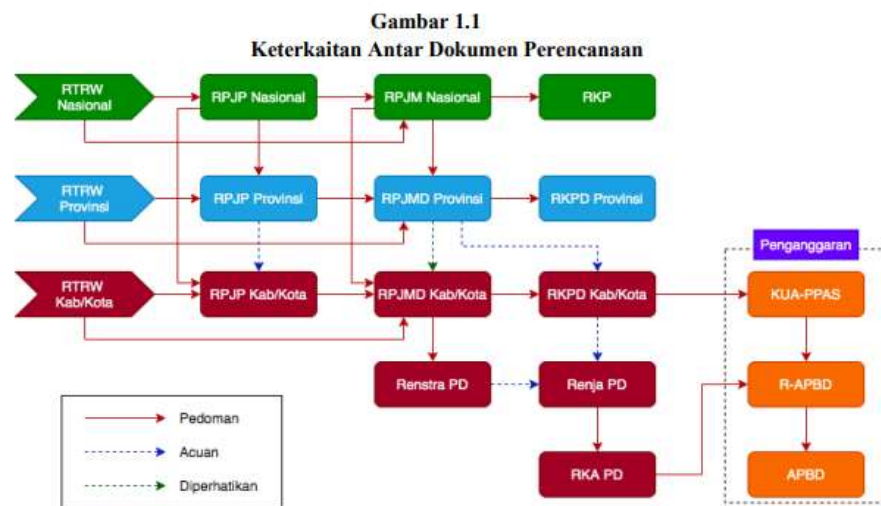 Gambar 1.1
Keterkaitan Antar Dokumen Perencanaan
RTRW
Nasional
RPJP Nasional
RPJM Nasional
RKP
RTRW
Provinsi
RPJP Provinsi
RPJMD Provinsi
RKPD Provinsi
Penganggaran
RTRW
Kab/Kota
RPJP Kab/Kota
RPJMD Kab/Kota
RKPD Kab/Kota
KUA-PPAS
Renstra PD
Renja PD
R-APBD
RKA PD
APBD
Pedoman
Acuan
Diperhatikan